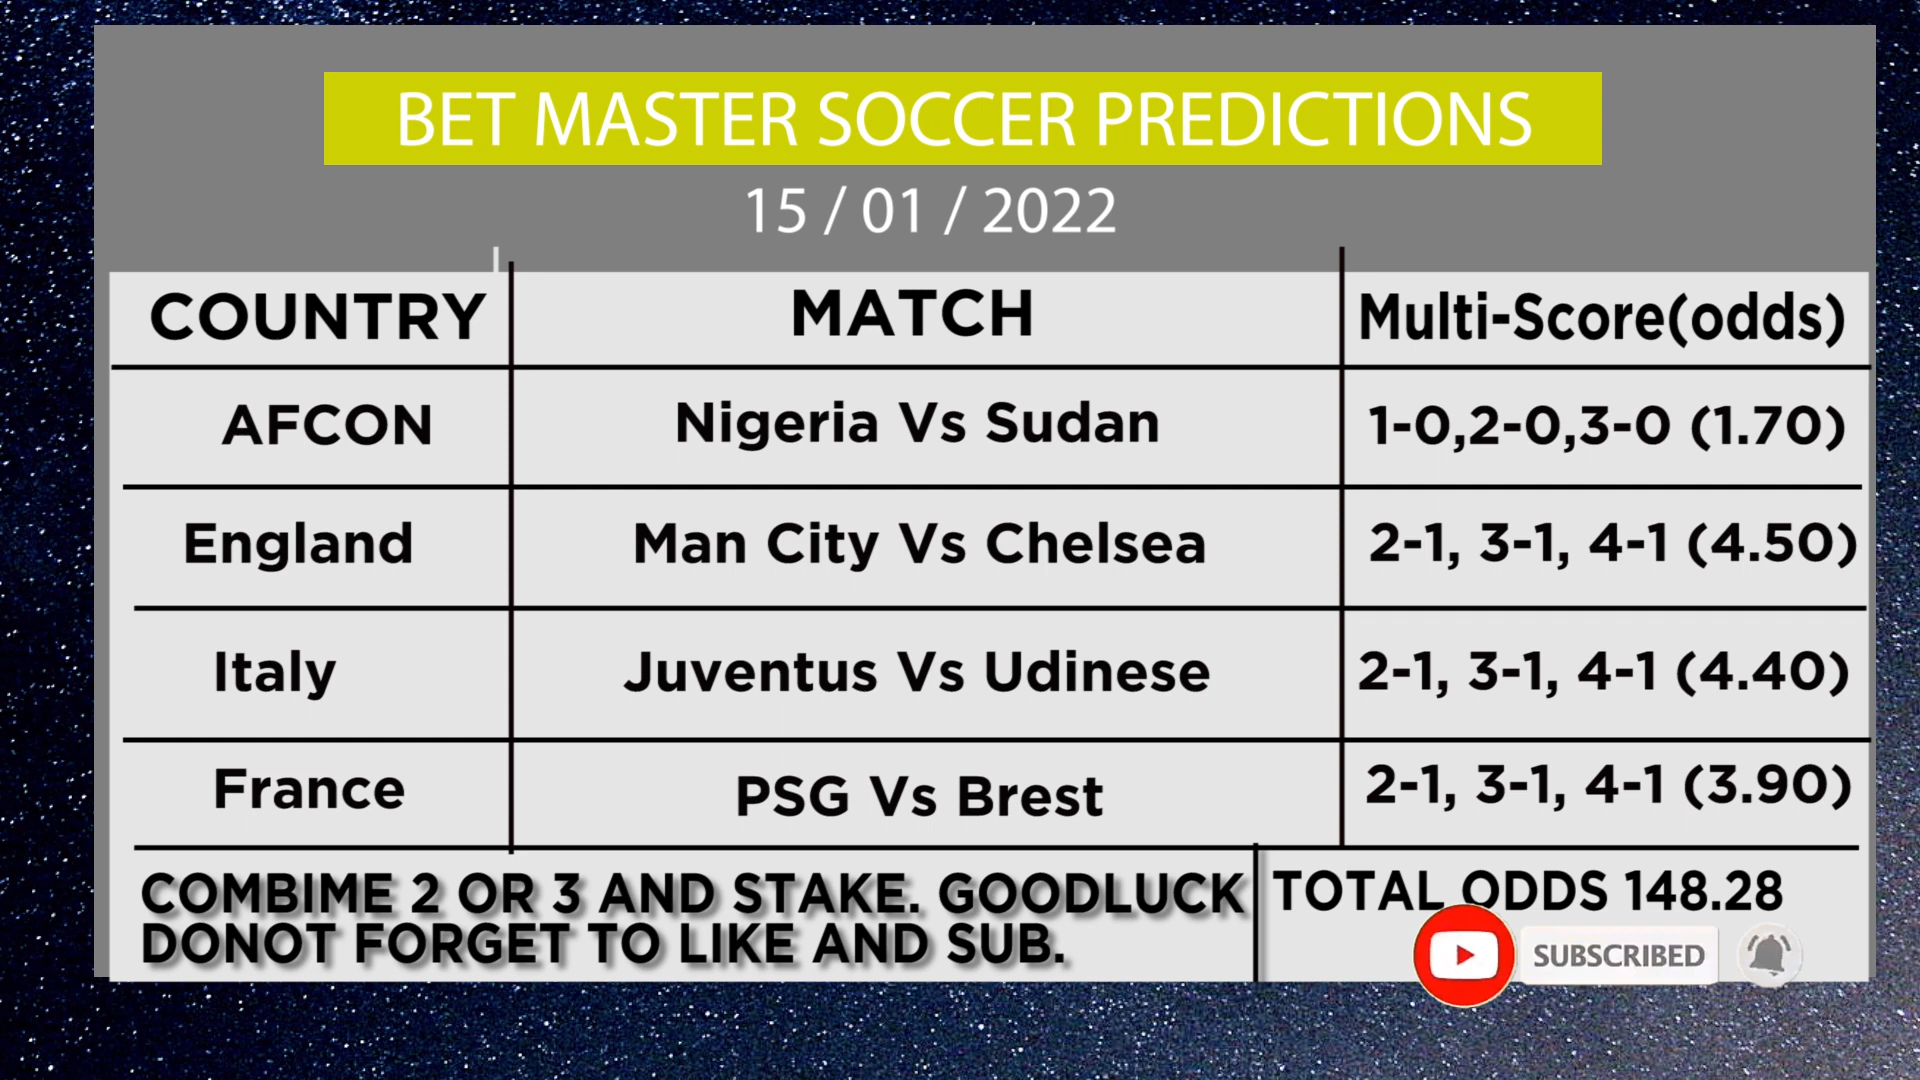 BET MASTER SOCCER PREDICTIONS
15 / 01 / 2022
COUNTRY MATCH Multi-Score(odds)
AFCON Nigeria Vs Sudan 1-0,2-0,3-0 (1.70)
England Man City Vs Chelsea 2-1, 3-1, 4-1 (4.50)
Italy Juventus Vs Udinese 2-1, 3-1, 4-1 (4.40)
France PSG Vs Brest 2-1, 3-1, 4-1 (3.90)
COMBIME 2 OR 3 AND STAKE. GOODLUCK
DONOT FORGET TO LIKE AND SUB.
TOTAL ODDS 148.28
SUBSCRIBED